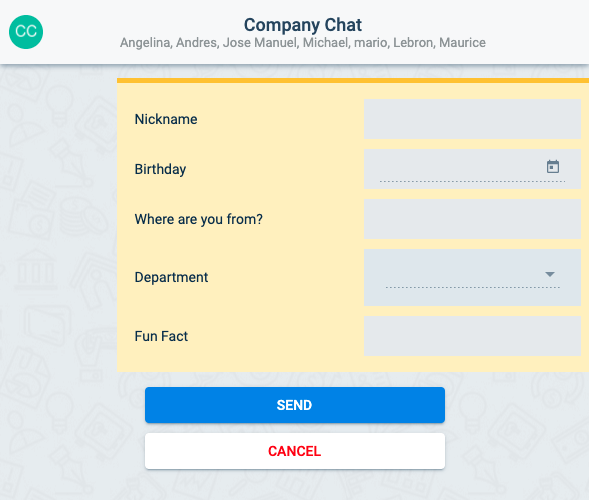 CC
Company Chat
Angelina, Andres, Jose Manuel, Michael, mario, Lebron, Maurice
Nickname
Birthday
Where are you from?
Department
Fun Fact
SEND
CANCEL